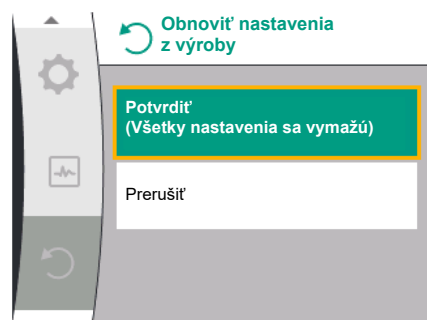 Obnoviť nastavenia
z výroby
Potvrdiť
(Všetky nastavenia sa vymažú)
Prerušiť